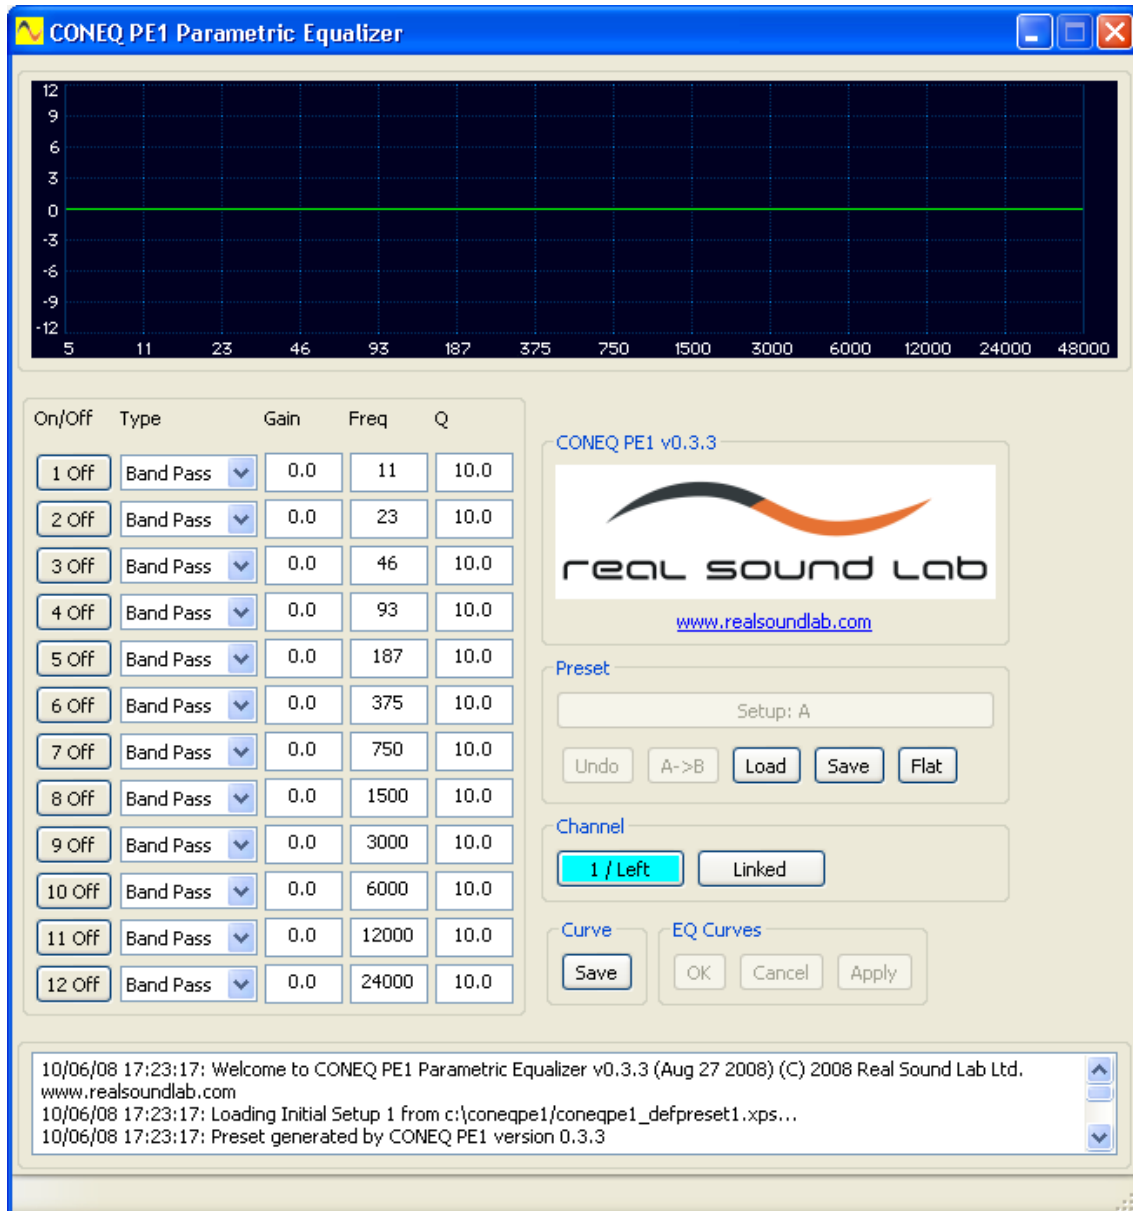 CONEQ PE1 Parametric Equalizer
12
9
6
3
0
-3
-6
-9
-12
5 11 23 46 93 187 375 750 1500 3000 6000 12000 24000 48000
On/Off Type Gain Freq Q
1 Off Band Pass 0.0 11 10.0
2 Off Band Pass 0.0 23 10.0
3 Off Band Pass 0.0 46 10.0
4 Off Band Pass 0.0 93 10.0
5 Off Band Pass 0.0 187 10.0
6 Off Band Pass 0.0 375 10.0
7 Off Band Pass 0.0 750 10.0
8 Off Band Pass 0.0 1500 10.0
9 Off Band Pass 0.0 3000 10.0
10 Off Band Pass 0.0 6000 10.0
11 Off Band Pass 0.0 12000 10.0
12 Off Band Pass 0.0 24000 10.0
CONEQ PE1 v0.3.3
real sound lab
www.realsoundlab.com
Preset
Setup: A
Undo A->B Load Save Flat
Channel
1 / Left Linked
Curve EQ Curves
Save OK Cancel Apply
10/06/08 17:23:17: Welcome to CONEQ PE1 Parametric Equalizer v0.3.3 (Aug 27 2008) (C) 2008 Real Sound Lab Ltd.
www.realsoundlab.com
10/06/08 17:23:17: Loading Initial Setup 1 from c:\coneqpe1/coneqpe1_defpreset1.xps...
10/06/08 17:23:17: Preset generated by CONEQ PE1 version 0.3.3